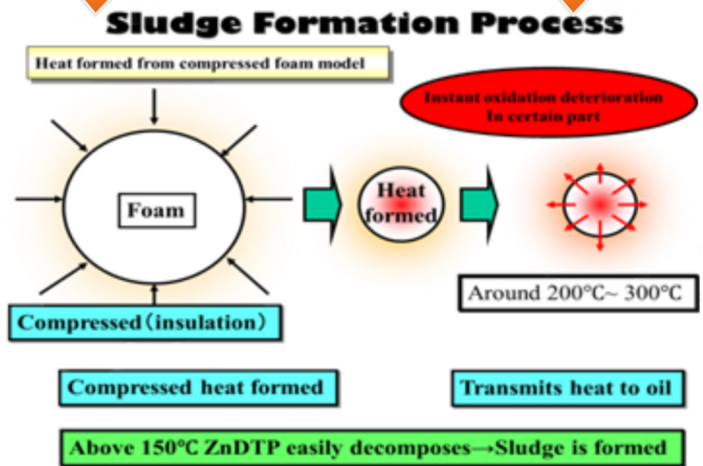 Sludge Formation Process
Heat formed from compressed foam model
Instant oxidation deterioration
In certain part
Foam
Heat
formed
Around 200℃~ 300℃
Compressed(insulation)
Compressed heat formed
Transmits heat to oil
Above 150℃ ZnDTP easily decomposes→Sludge is formed